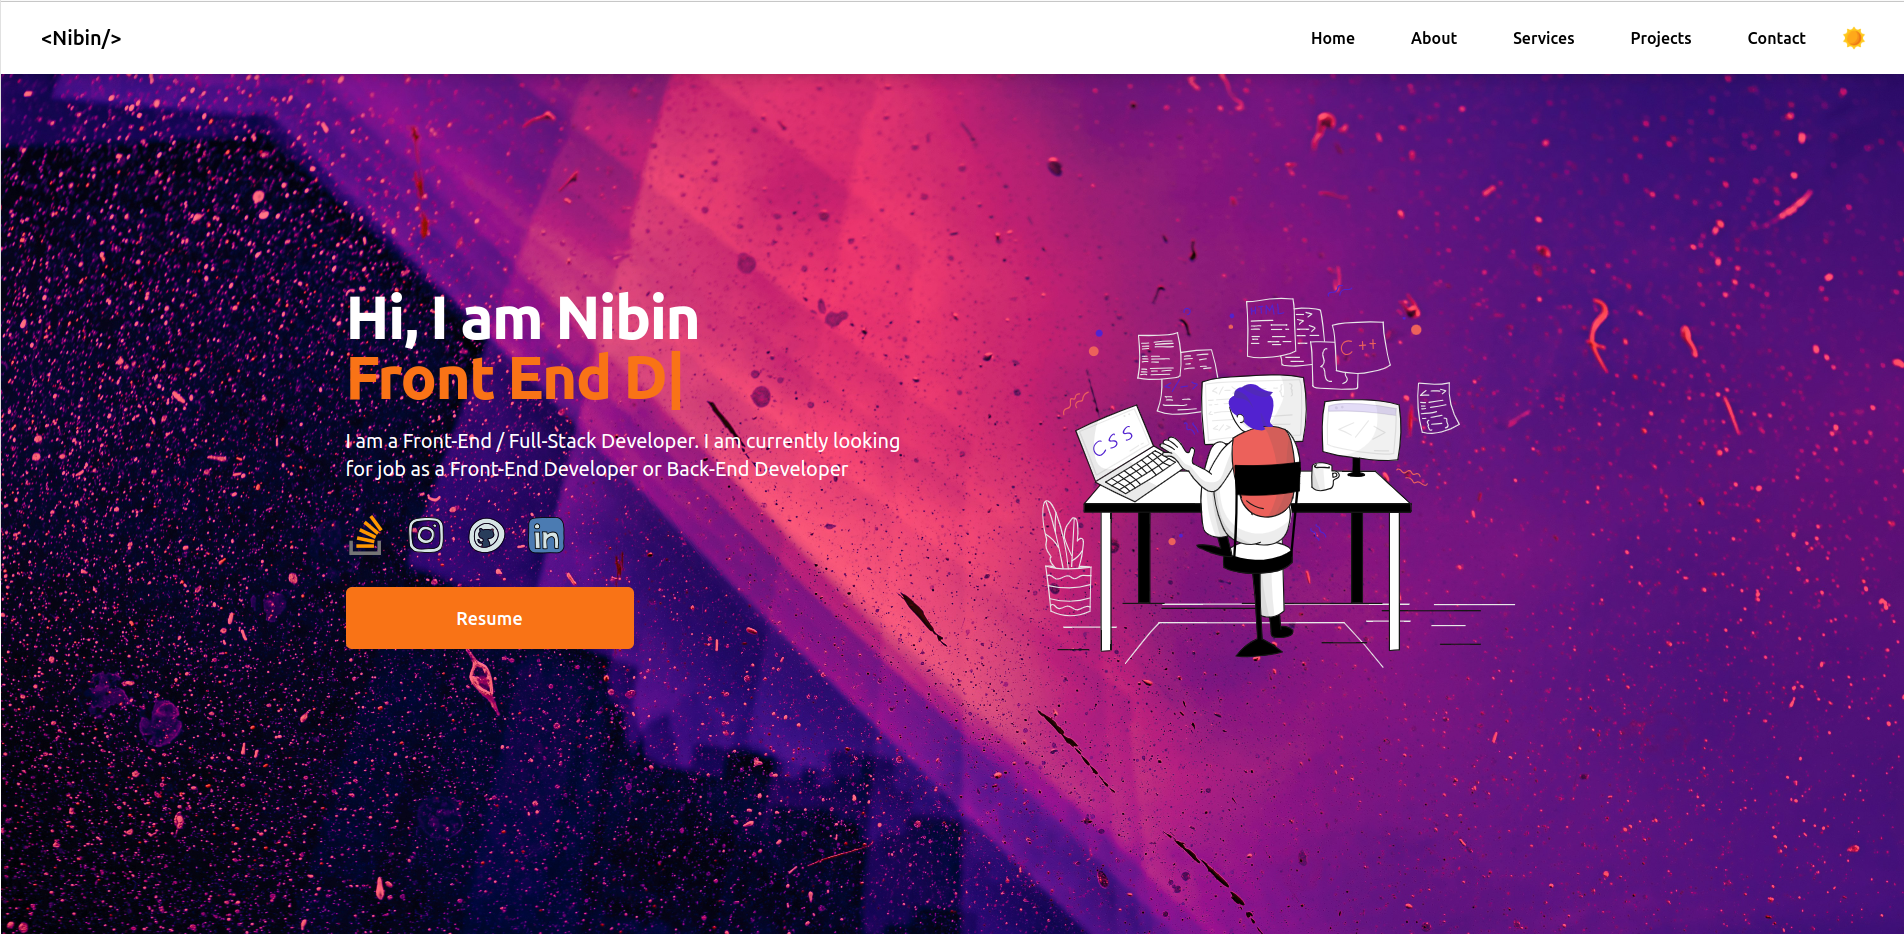 <Nibin/>
Home
About
Services
Projects
Contact
Hi, I am Nibin
Front End D|
I am a Front-End / Full-Stack Developer. I am currently looking
for job as a Front-End Developer or Back-End Developer
in
Resume
C++
{ }
CSS
</>